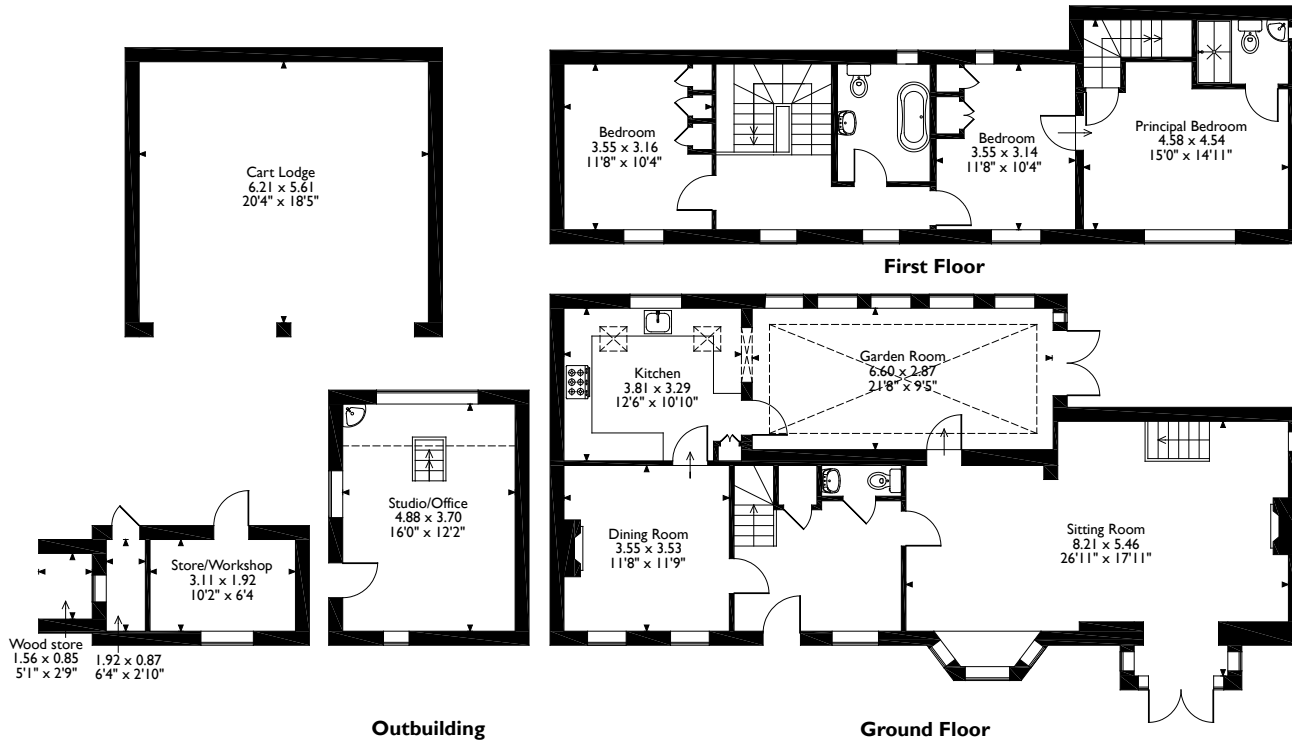 Bedroom
3.55 x 3.16
11'8" x 10'4"
Bedroom
3.55 x 3.14
11'8" x 10'4"
Principal Bedroom
4.58 x 4.54
15'0" x 14'11"
First Floor
Cart Lodge
6.21 x 5.61
20'4" x 18'5"
Kitchen
3.81 x 3.29
12'6" x 10'10"
Garden Room
6.60 x 2.87
21'8" x 9'5"
Studio/Office
4.88 x 3.70
16'0" x 12'2"
Dining Room
3.55 x 3.53
11'8" x 11'9"
Sitting Room
8.21 x 5.46
26'11" x 17'11"
Store/Workshop
3.11 x 1.92
10'2" x 6'4
Wood store
1.56 x 0.85
5'1" x 2'9"
1.92 x 0.87
6'4" x 2'10"
Outbuilding
Ground Floor